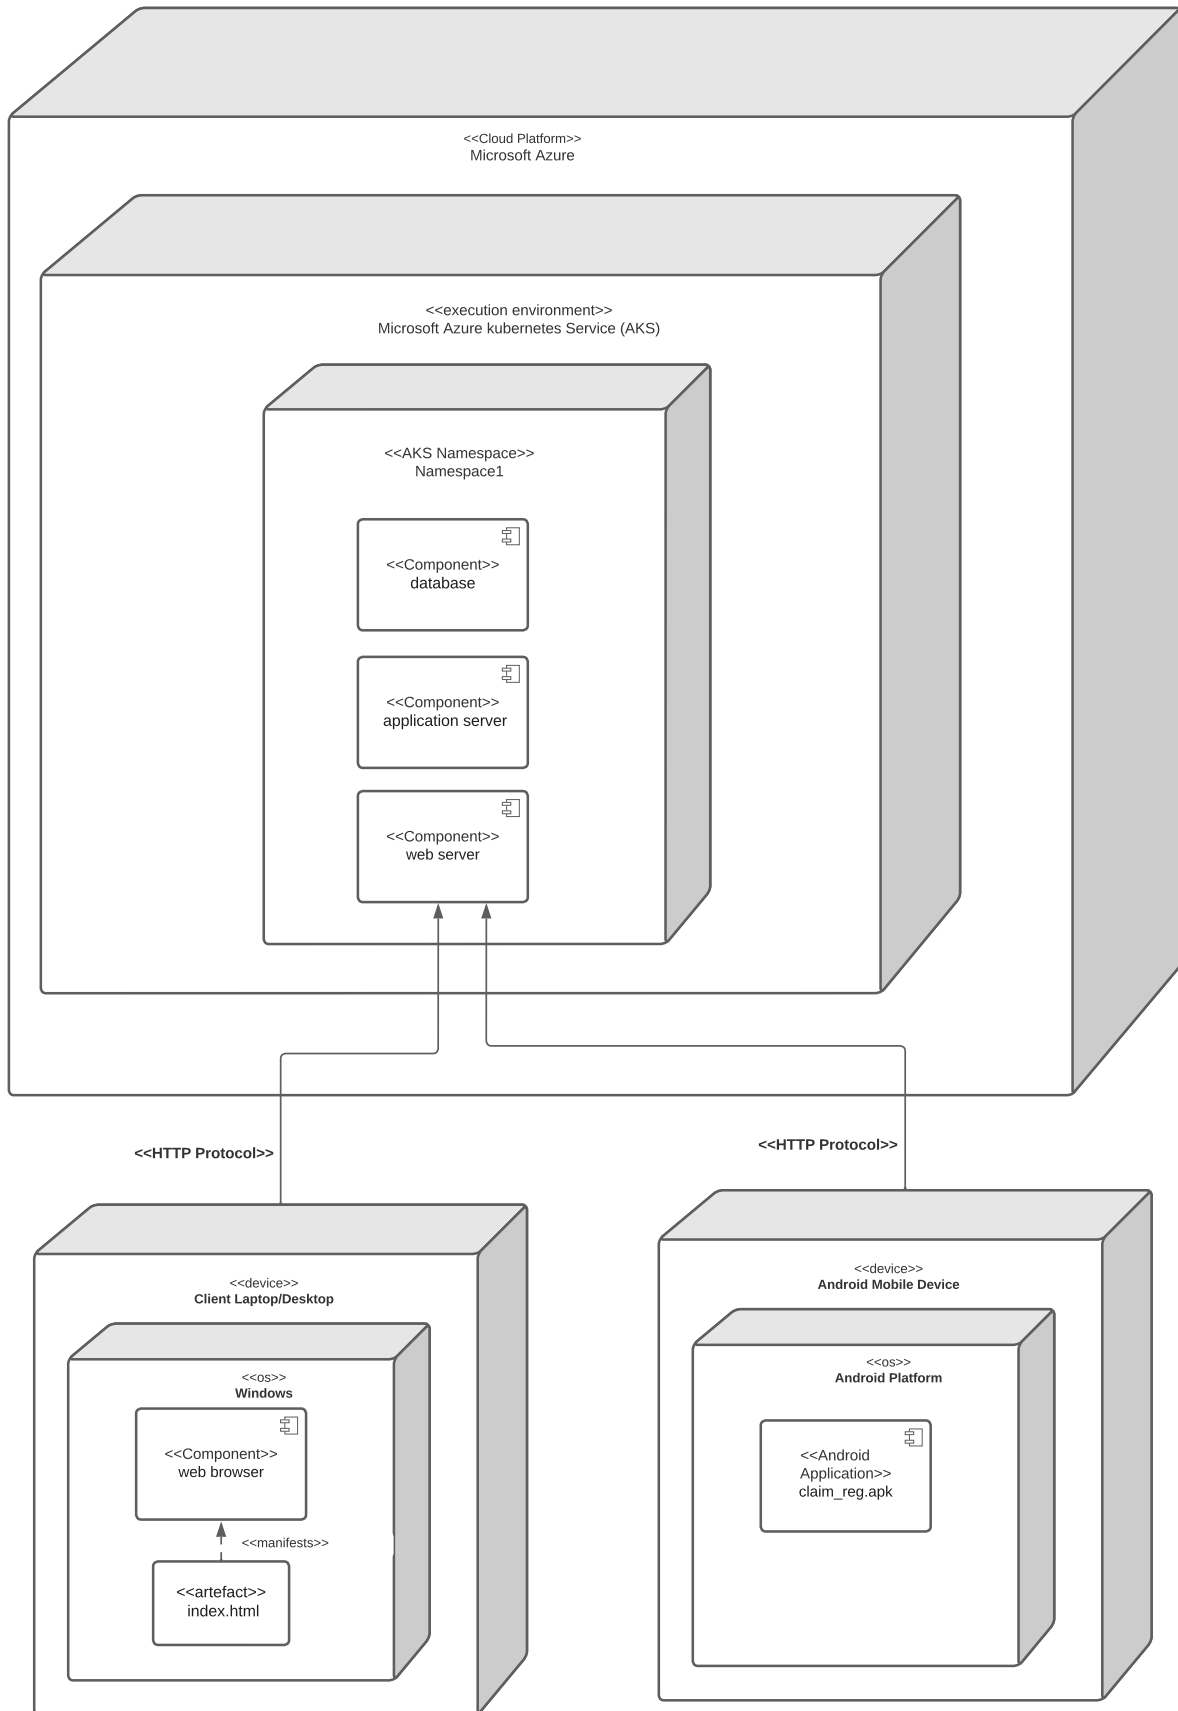 <<Cloud Platform>>
Microsoft Azure
<<execution environment>>
Microsoft Azure kubernetes Service (AKS)
<<AKS Namespace>>
Namespace1
<<Component>>
database
<<Component>>
application server
<<Component>>
web server
<<HTTP Protocol>>
<<HTTP Protocol>>
<<device>>
Client Laptop/Desktop
<<os>>
Windows
<<Component>>
web browser
<<manifests>>
<<artefact>>
index.html
<<device>>
Android Mobile Device
<<os>>
Android Platform
<<Android
Application>>
claim_reg.apk